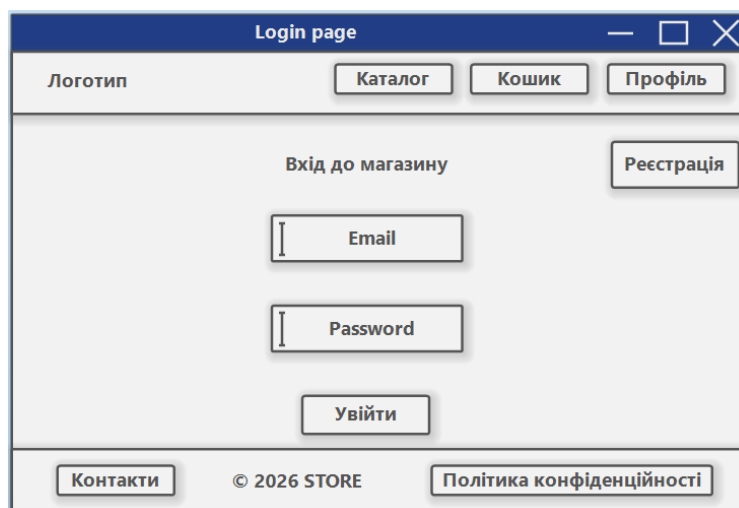 Login page
Логотип Каталог Кошик Профіль
Вхід до магазину Реєстрація
Email
Password
Увійти
Контакти © 2026 STORE Політика конфіденційності